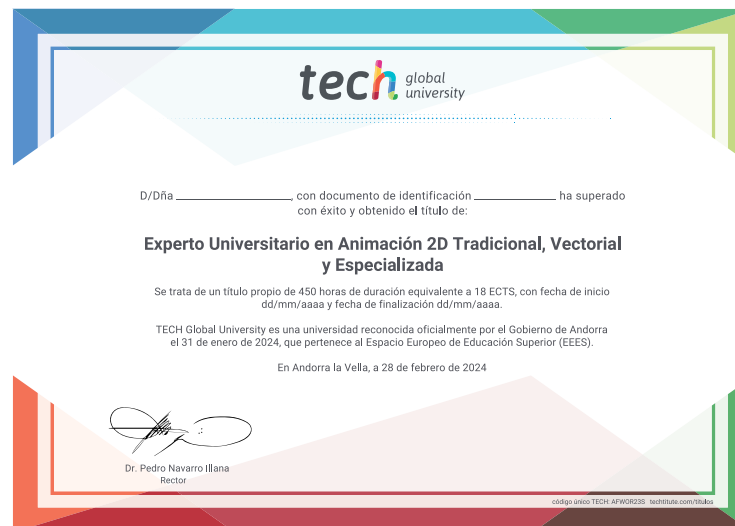 tech global university
D/Dña ____________, con documento de identificación ____________ ha superado
con éxito y obtenido el título de:
Experto Universitario en Animación 2D Tradicional, Vectorial
y Especializada
Se trata de un título propio de 450 horas de duración equivalente a 18 ECTS, con fecha de inicio
dd/mm/aaaa y fecha de finalización dd/mm/aaaa.
TECH Global University es una universidad reconocida oficialmente por el Gobierno de Andorra
el 31 de enero de 2024, que pertenece al Espacio Europeo de Educación Superior (EEES).
En Andorra la Vella, a 28 de febrero de 2024
Dr. Pedro Navarro Illana
Rector
código único TECH: AFWOR23S techtitute.com/titulos